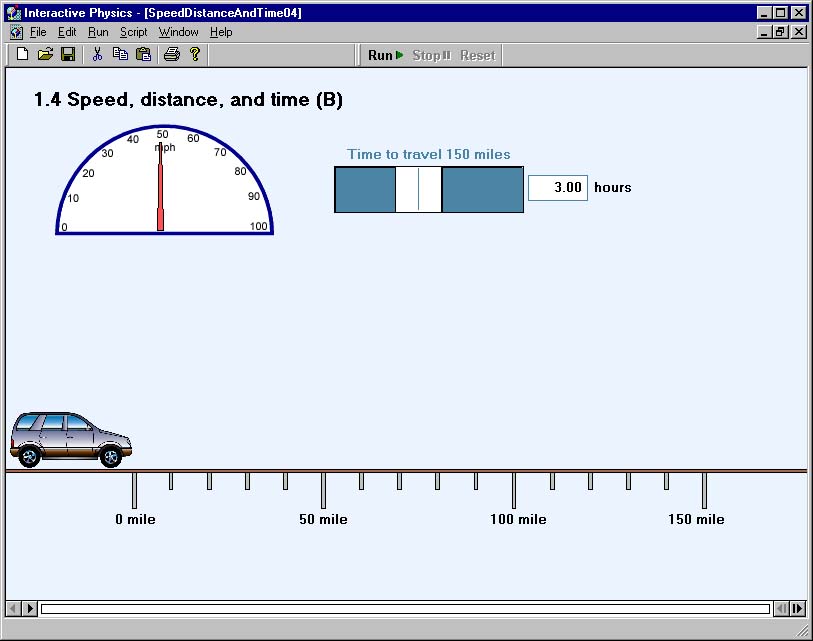 Interactive Physics - [SpeedDistanceAndTime04]
File Edit Run Script Window Help
Run Stop Reset
1.4 Speed, distance, and time (B)
0 10 20 30 40 50 60 70 80 90 100
mph
Time to travel 150 miles
3.00 hours
0 mile 50 mile 100 mile 150 mile